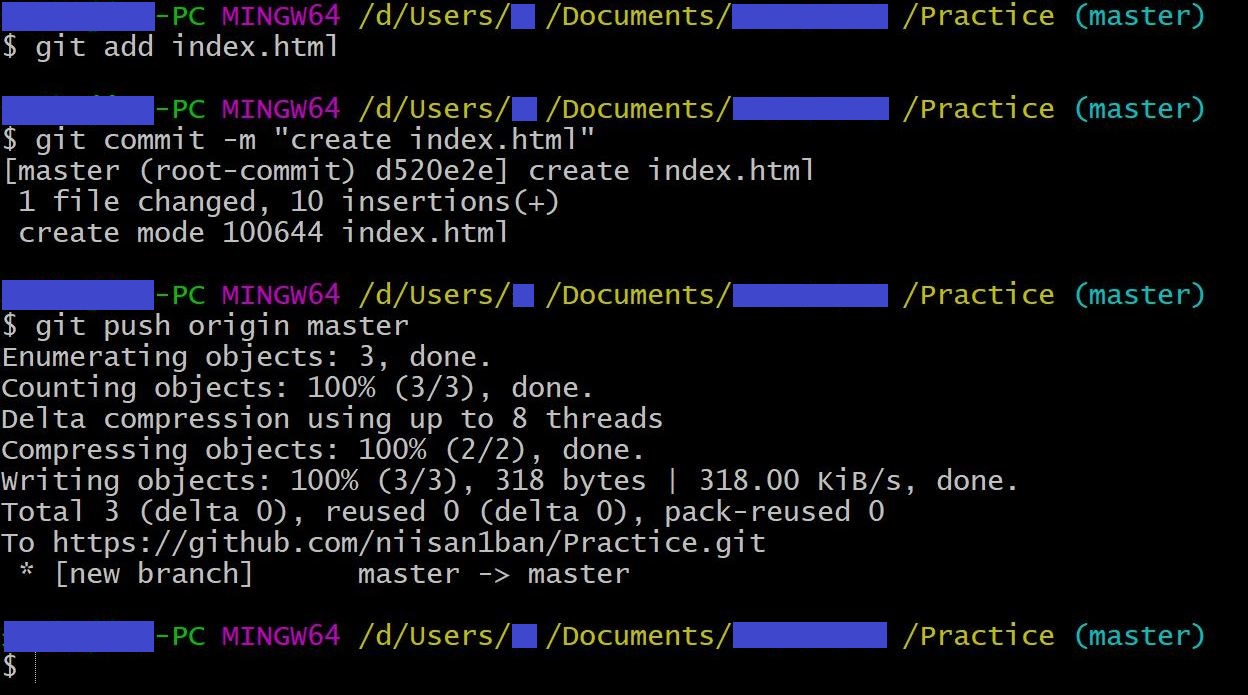 -PC MINGW64 /d/Users/ /Documents/ /Practice (master)
$ git add index.html
-PC MINGW64 /d/Users/ /Documents/ /Practice (master)
$ git commit -m "create index.html"
[master (root-commit) d520e2e] create index.html
 1 file changed, 10 insertions(+)
 create mode 100644 index.html
-PC MINGW64 /d/Users/ /Documents/ /Practice (master)
$ git push origin master
Enumerating objects: 3, done.
Counting objects: 100% (3/3), done.
Delta compression using up to 8 threads
Compressing objects: 100% (2/2), done.
Writing objects: 100% (3/3), 318 bytes | 318.00 KiB/s, done.
Total 3 (delta 0), reused 0 (delta 0), pack-reused 0
To https://github.com/niisan1ban/Practice.git
 * [new branch]      master -> master
-PC MINGW64 /d/Users/ /Documents/ /Practice (master)
$